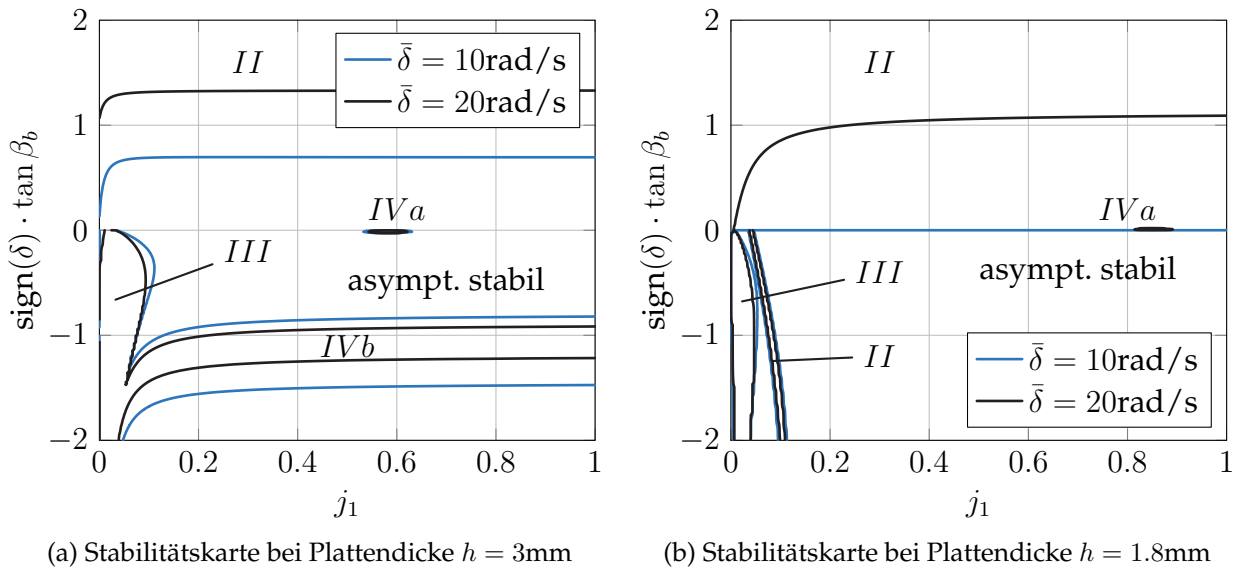 2
1
0
−1
−2
sign(δ) · tan β_b
II
δ̄ = 10rad/s
δ̄ = 20rad/s
IVa
III
asympt. stabil
IVb
0 0.2 0.4 0.6 0.8 1
j₁
(a) Stabilitätskarte bei Plattendicke h = 3mm
2
1
0
−1
−2
sign(δ) · tan β_b
II
IVa
III
asympt. stabil
II
δ̄ = 10rad/s
δ̄ = 20rad/s
0 0.2 0.4 0.6 0.8 1
j₁
(b) Stabilitätskarte bei Plattendicke h = 1.8mm